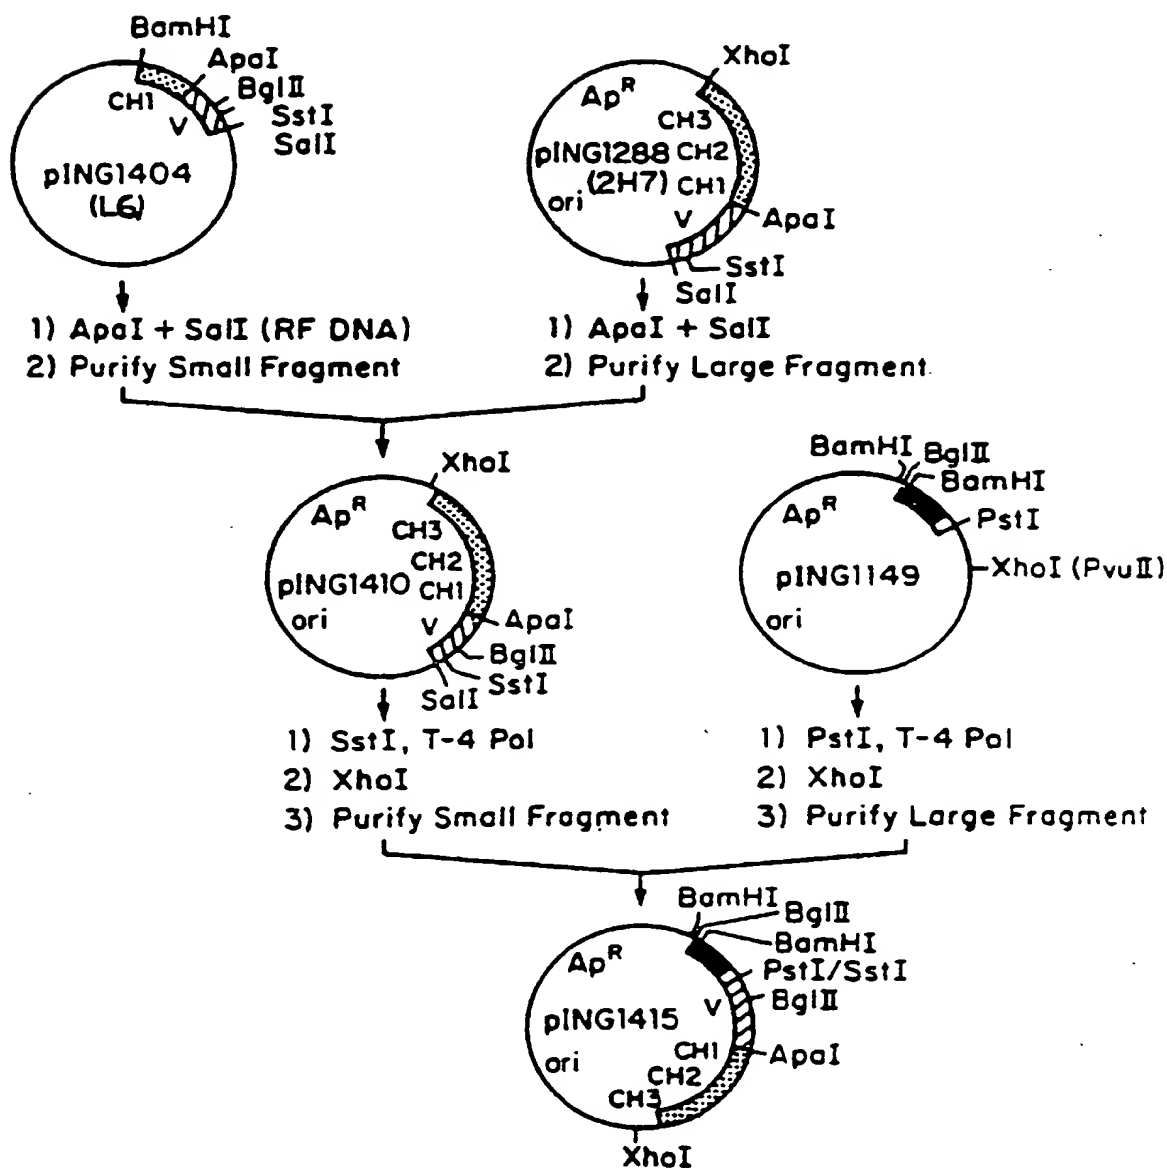 BamHI
ApaI
BglII
SstI
SalI
CH1
V
pING1404
(L6)
XhoI
Ap^R
CH3
pING1288
CH2
(2H7)
CH1
ori
V
ApaI
SstI
SalI
1) ApaI + SalI (RF DNA)
2) Purify Small Fragment
1) ApaI + SalI
2) Purify Large Fragment
XhoI
Ap^R
CH3
CH2
pING1410
CH1
ori
V
ApaI
BglII
SstI
SalI
BamHI
BglII
BamHI
Ap^R
PstI
XhoI (PvuII)
pING1149
ori
1) SstI, T-4 Pol
2) XhoI
3) Purify Small Fragment
1) PstI, T-4 Pol
2) XhoI
3) Purify Large Fragment
BamHI
BglII
BamHI
Ap^R
PstI/SstI
V
BglII
pING1415
ori
CH1
ApaI
CH2
CH3
XhoI